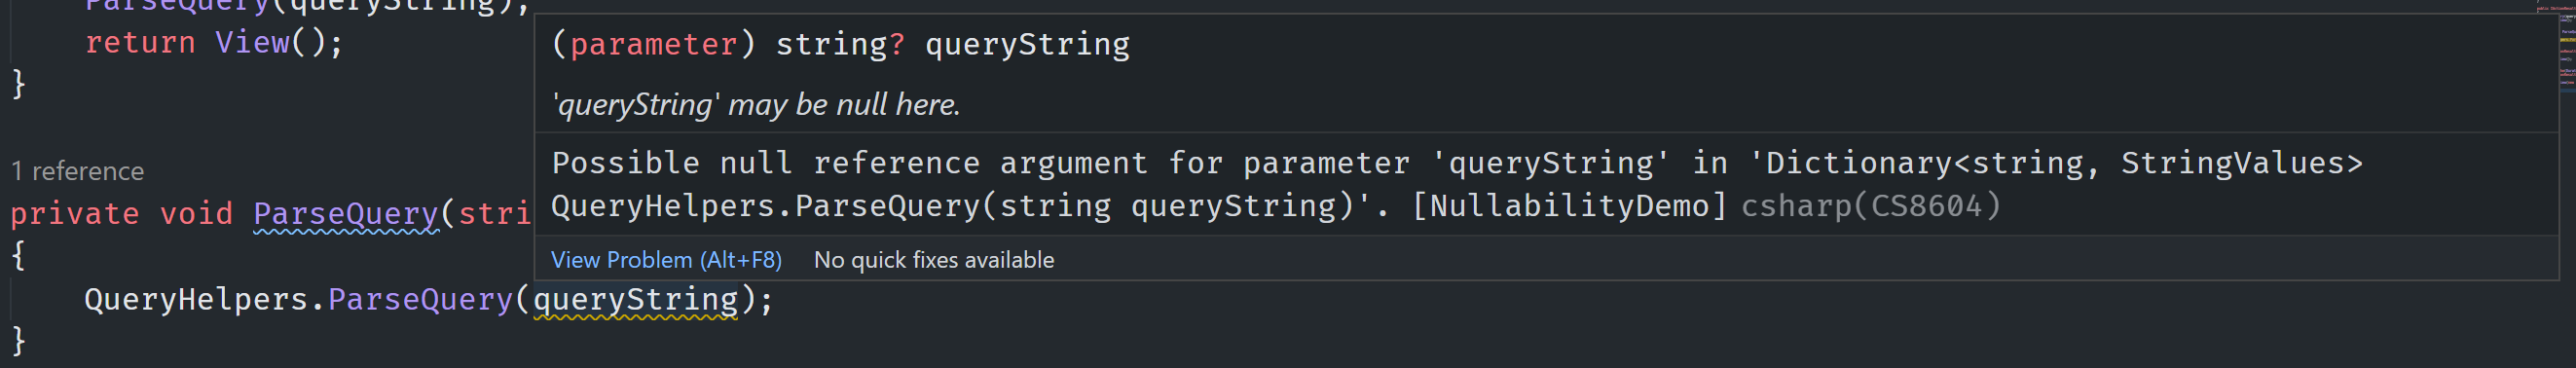 ParseQuery(queryString);
return View();
}
(parameter) string? queryString
'queryString' may be null here.
Possible null reference argument for parameter 'queryString' in 'Dictionary<string, StringValues>
QueryHelpers.ParseQuery(string queryString)'. [NullabilityDemo] csharp(CS8604)
View Problem (Alt+F8) No quick fixes available
1 reference
private void ParseQuery(stri
{
QueryHelpers.ParseQuery(queryString);
}